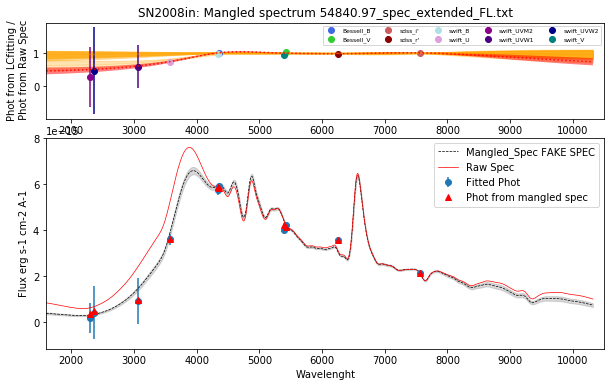 SN2008in: Mangled spectrum 54840.97_spec_extended_FL.txt
Phot from LCfitting /
Phot from Raw Spec
1
0
Bessell_B
Bessell_V
sdss_i'
sdss_r'
swift_B
swift_U
swift_UVM2
swift_UVW1
swift_UVW2
swift_V
2000 3000 4000 5000 6000 7000 8000 9000 10000
1e−15
Flux erg s-1 cm-2 A-1
8
6
4
2
0
Mangled_Spec FAKE SPEC
Raw Spec
Fitted Phot
Phot from mangled spec
2000 3000 4000 5000 6000 7000 8000 9000 10000
Wavelenght